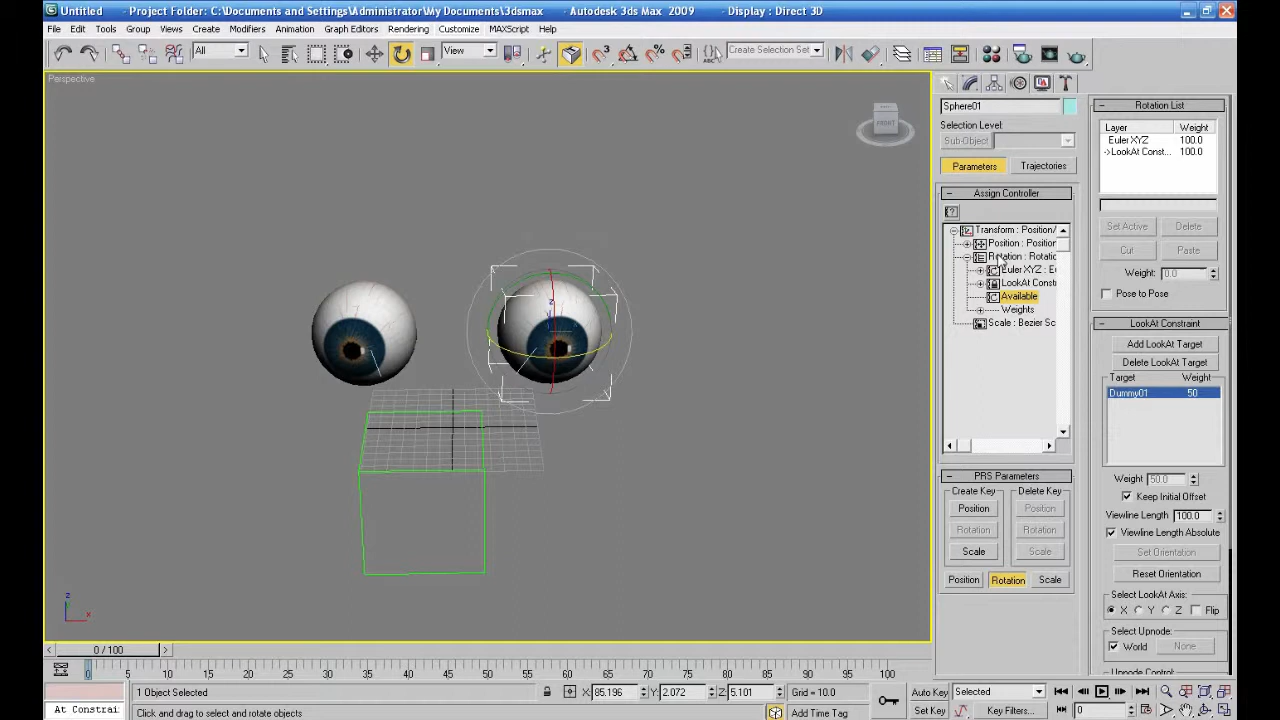 Untitled - Project Folder: C:\Documents and Settings\Administrator\My Documents\3dsmax - Autodesk 3ds Max 2009 - Display : Direct 3D
File Edit Tools Group Views Create Modifiers Animation Graph Editors Rendering Customize MAXScript Help
All View Create Selection Set
Perspective
FRONT
Sphere01
Selection Level:
Sub-Object
Parameters Trajectories
Assign Controller
Transform : Position/
Position : Position
Rotation : Rotatio
Euler XYZ : E
LookAt Const
Available
Weights
Scale : Bezier Sc
PRS Parameters
Create Key Delete Key
Position Position
Rotation Rotation
Scale Scale
Position Rotation Scale
Rotation List
Layer Weight
Euler XYZ 100.0
->LookAt Const... 100.0
Set Active Delete
Cut Paste
Weight: 0.0
Pose to Pose
LookAt Constraint
Add LookAt Target
Delete LookAt Target
Target Weight
Dummy01 50
Weight 50.0
Keep Initial Offset
Viewline Length 100.0
Viewline Length Absolute
Set Orientation
Reset Orientation
Select LookAt Axis:
X Y Z Flip
Select Upnode:
World None
Upnode Control:
z
x
0 / 100
0 5 10 15 20 25 30 35 40 45 50 55 60 65 70 75 80 85 90 95 100
1 Object Selected X: 85.196 Y: 2.072 Z: 5.101 Grid = 10.0 Auto Key Selected
At Constrai Click and drag to select and rotate objects Add Time Tag Set Key Key Filters... 0